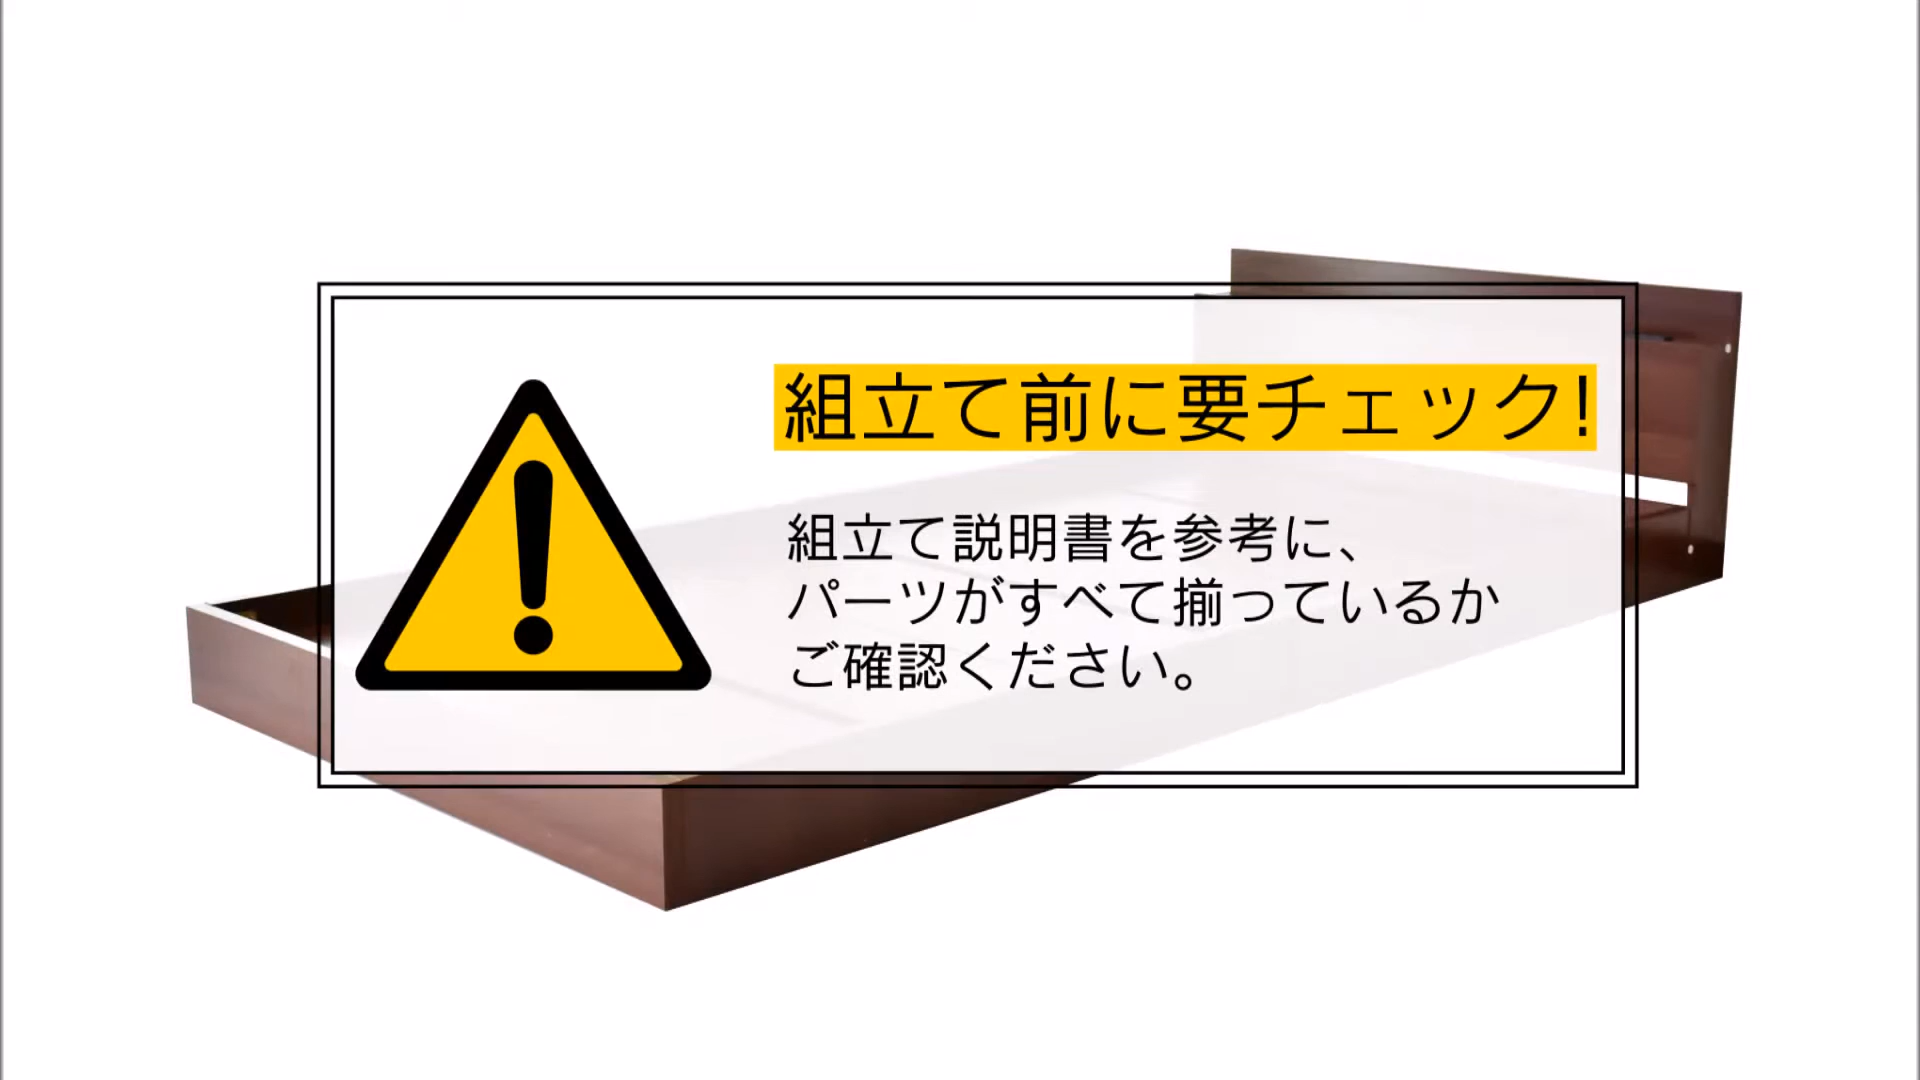 組立て前に要チェック!
組立て説明書を参考に、
パーツがすべて揃っているか
ご確認ください。